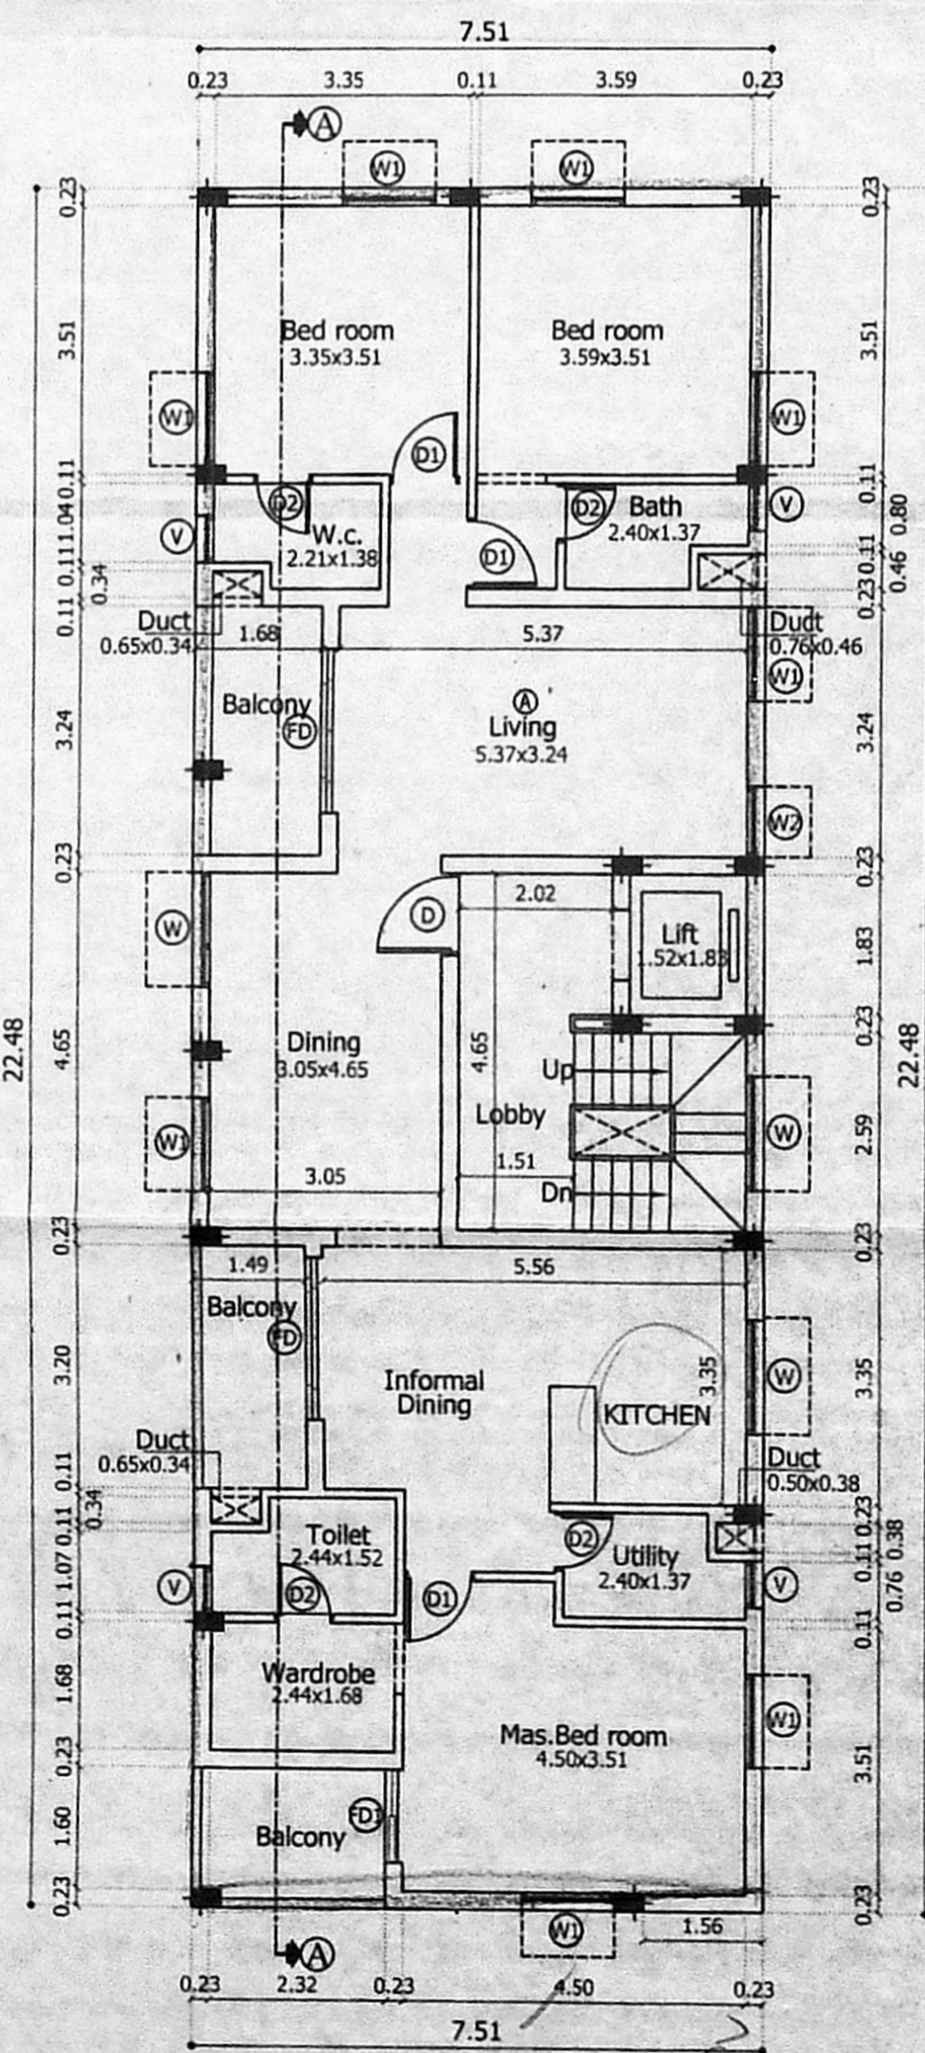 7.51
0.23 3.35 0.11 3.59 0.23
A
W1 W1
0.23 0.23
3.51 3.51
Bed room
3.35x3.51
Bed room
3.59x3.51
W1 W1
D1
0.11 0.11
D2 D2
Bath
2.40x1.37
V
0.80
1.04
W.c.
2.21x1.38
V
D1
0.11 0.11
0.34 0.46
0.11 0.23
Duct
0.65x0.34
1.68 5.37
Duct
0.76x0.46
W1
Balcony
FD
A
Living
5.37x3.24
3.24 3.24
W2
0.23 0.23
2.02
W
D
Lift
1.52x1.83
1.83
0.23
22.48 22.48
4.65
Dining
3.05x4.65
4.65
Up
Lobby
W1
W
2.59
1.51
3.05
Dn
0.23 0.23
1.49 5.56
Balcony
FD
3.20
Informal
Dining
3.35
W
3.35
KITCHEN
Duct
0.65x0.34
Duct
0.50x0.38
0.11
0.34
0.11
0.23
0.38
0.11
Toilet
2.44x1.52
D2
Utility
2.40x1.37
V V
1.07 0.76
D2
D1
0.11 0.11
Wardrobe
2.44x1.68
1.68
W1
Mas.Bed room
4.50x3.51
3.51
0.23
1.60
FD1
Balcony
0.23 0.23
W1
1.56
A
0.23 2.32 0.23 4.50 0.23
7.51